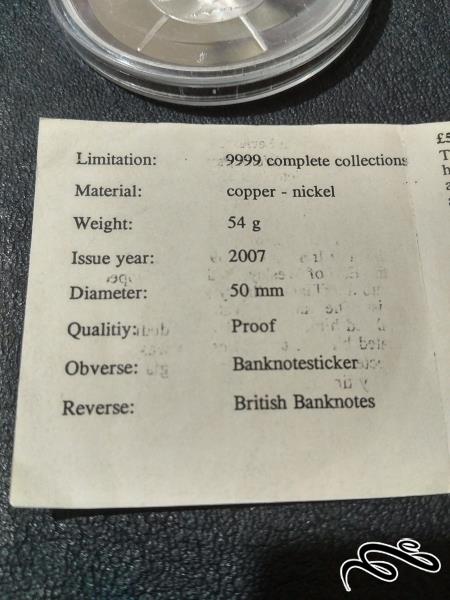 Limitation: 9999 complete collections
Material: copper - nickel
Weight: 54 g
Issue year: 2007
Diameter: 50 mm
Qualitiy: Proof
Obverse: Banknotesticker
Reverse: British Banknotes